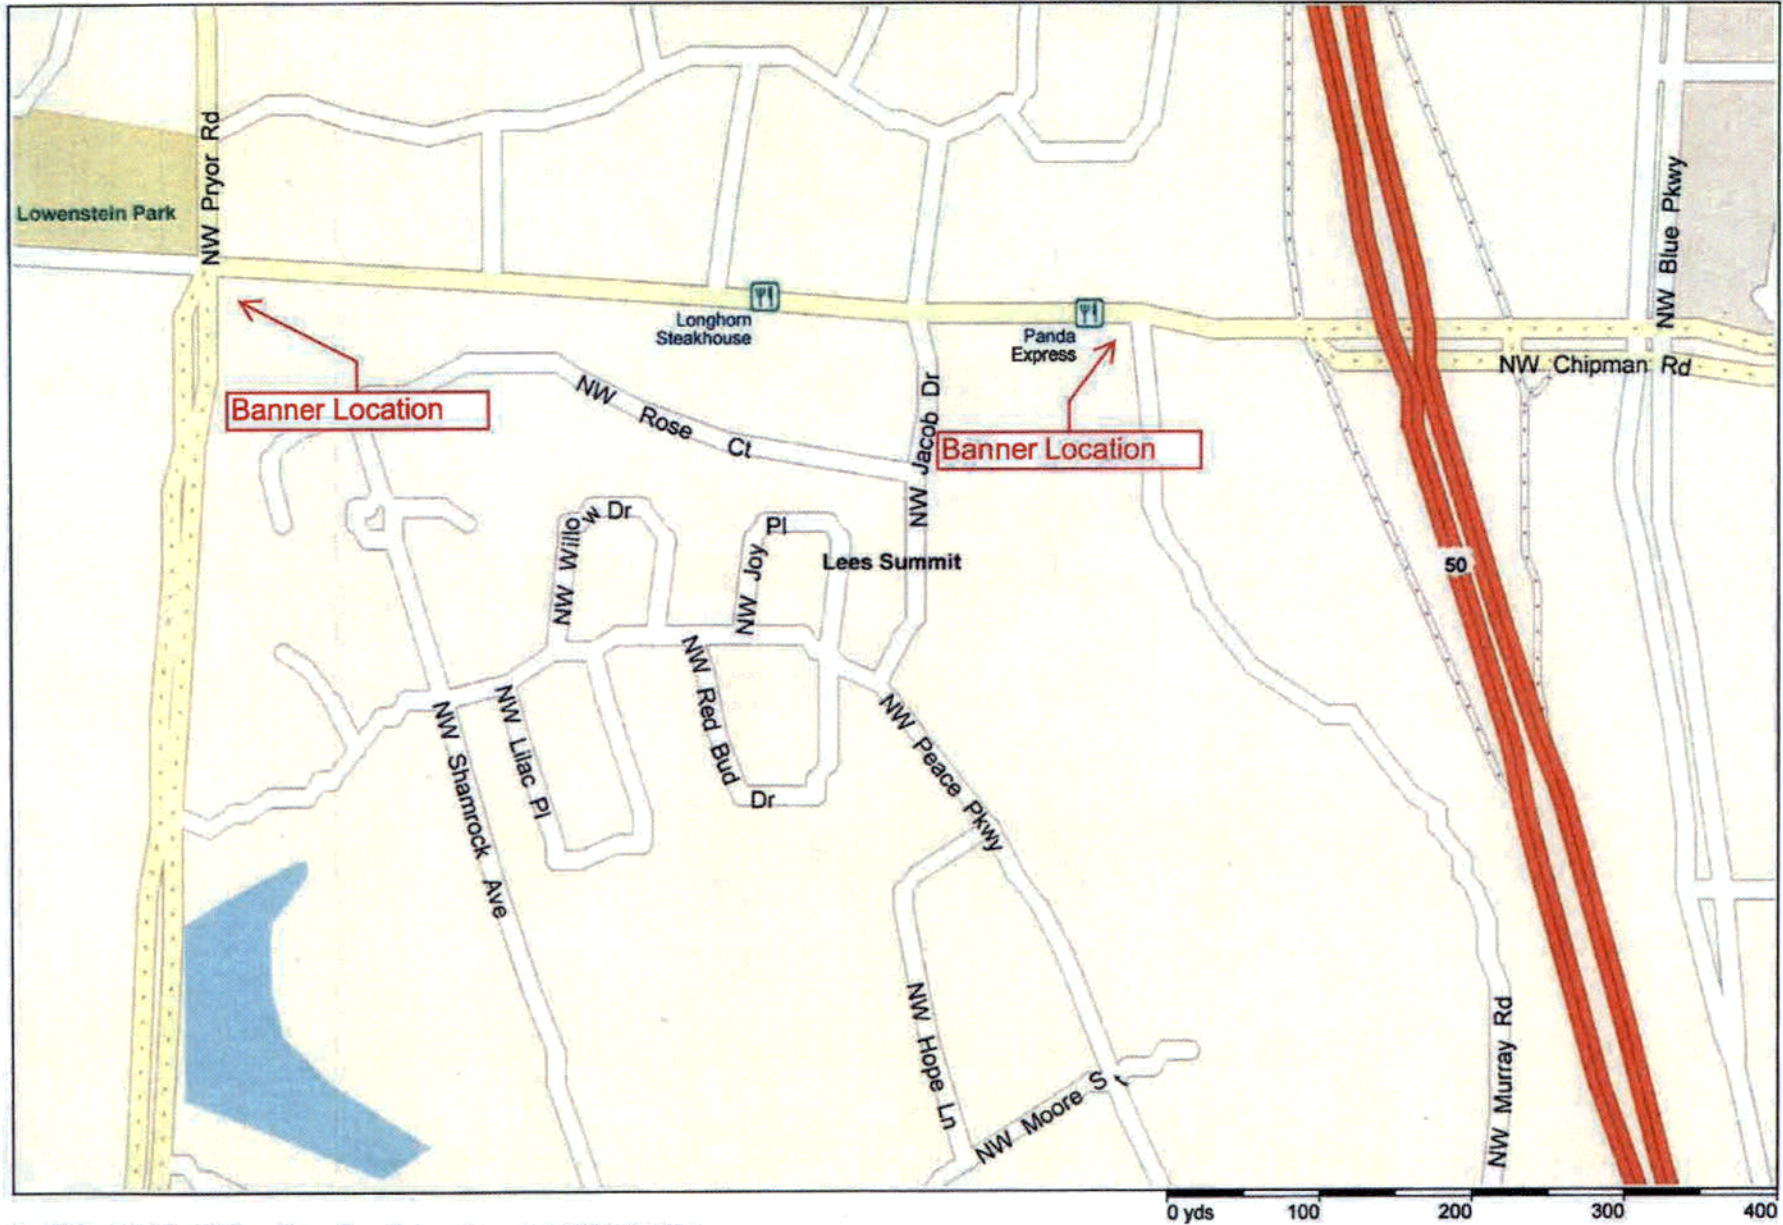 NW Pryor Rd
Lowenstein Park
NW Blue Pkwy
Longhorn
Steakhouse
Panda
Express
NW Chipman Rd
Banner Location
NW Rose Ct
NW Jacob Dr
Banner Location
NW Willow Dr
NW Joy Pl
Lees Summit
50
NW Red Bud Dr
NW Lilac Pl
NW Shamrock Ave
NW Peace Pkwy
NW Hope Ln
NW Moore S
NW Murray Rd
0 yds 100 200 300 400